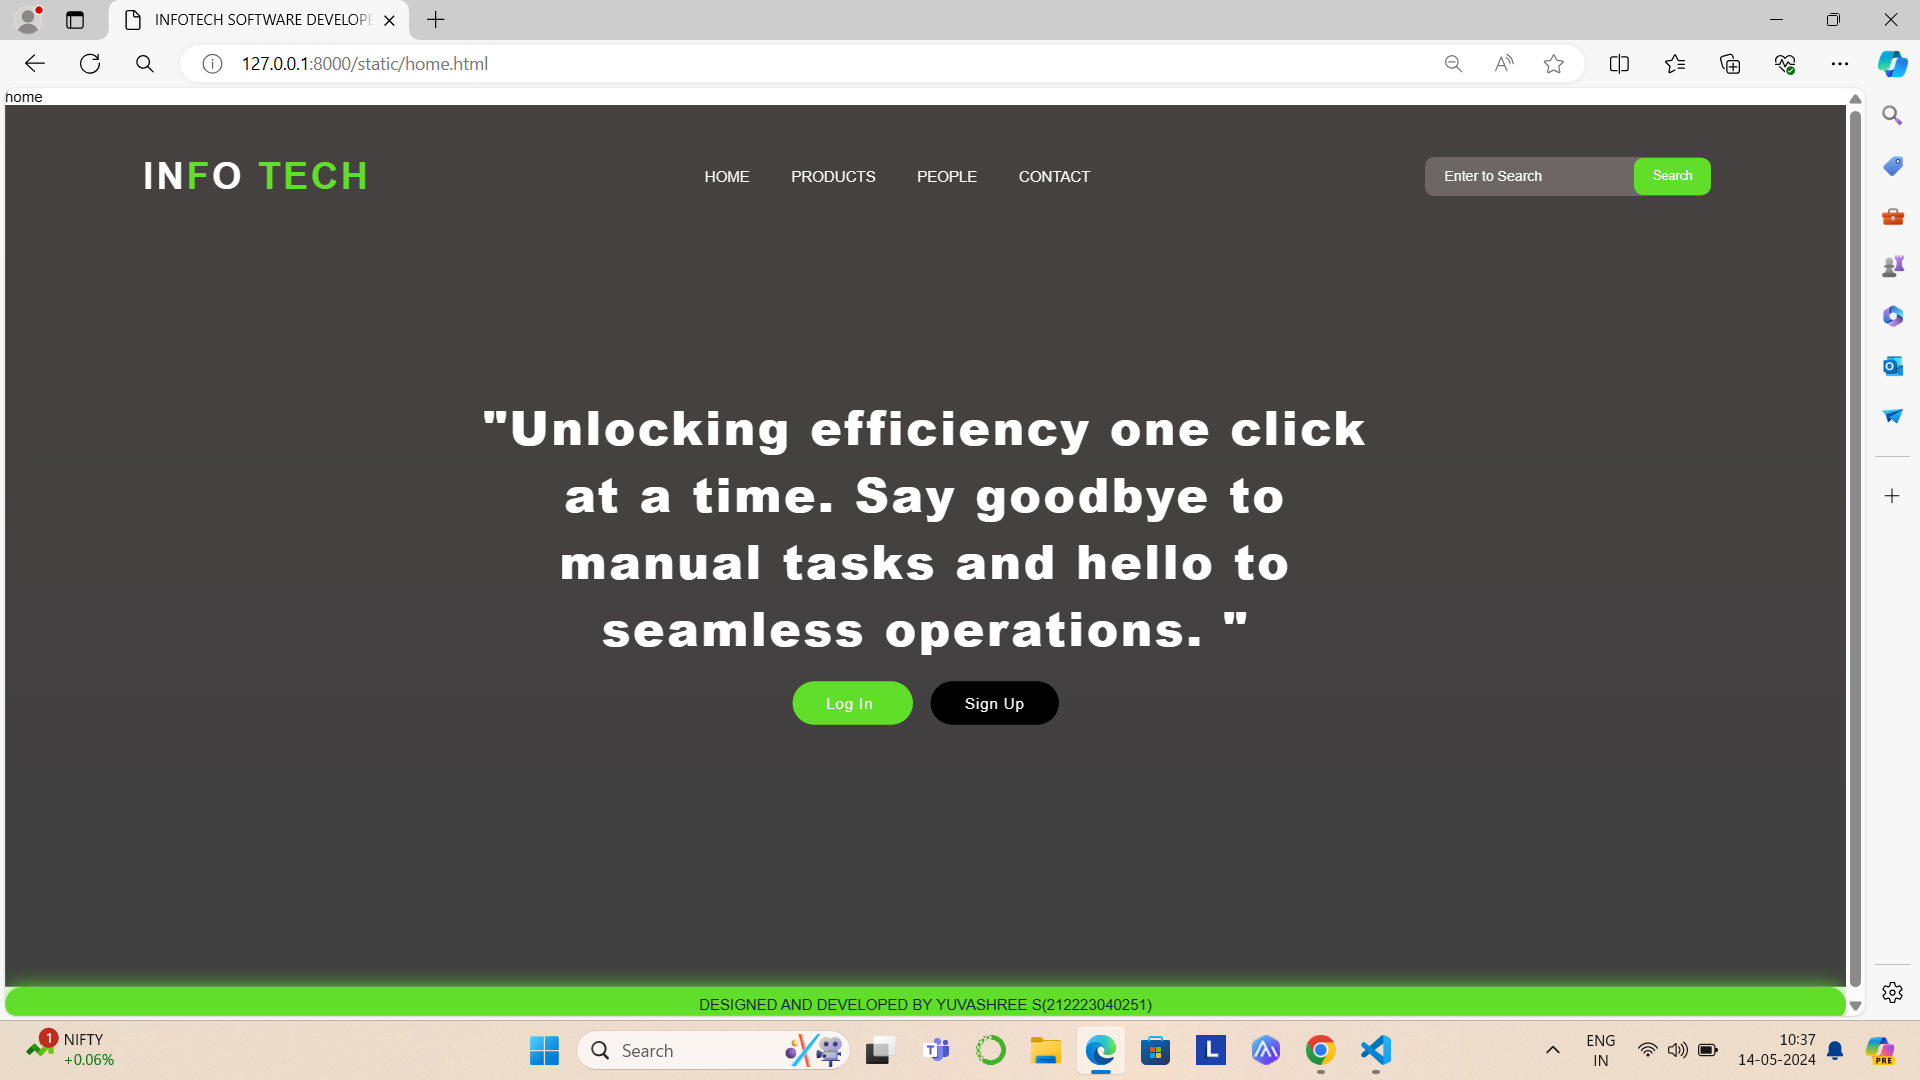 INFOTECH SOFTWARE DEVELOPE
127.0.0.1:8000/static/home.html
home
INFO TECH
HOME
PRODUCTS
PEOPLE
CONTACT
Enter to Search
Search
"Unlocking efficiency one click
at a time. Say goodbye to
manual tasks and hello to
seamless operations. "
Log In
Sign Up
DESIGNED AND DEVELOPED BY YUVASHREE S(212223040251)
1
NIFTY
+0.06%
Search
L
ENG
IN
10:37
14-05-2024
PRE